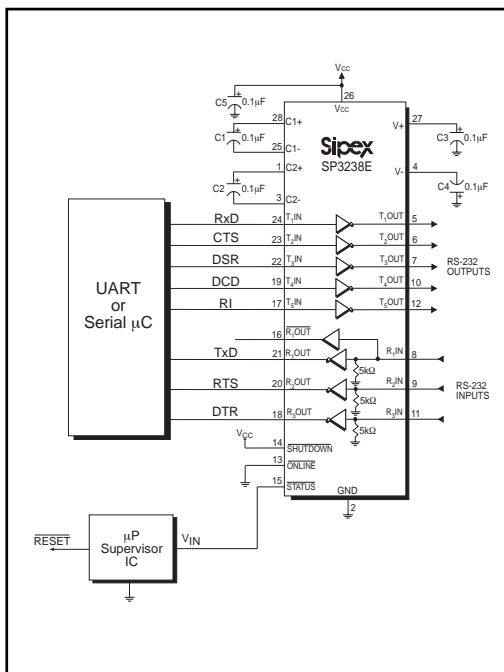 VCC
26
C5 + 0.1µF
VCC
28 C1+
C1 + 0.1µF
25 C1-
1 C2+
C2 + 0.1µF
3 C2-
Sipex
SP3238E
V+ 27
C3 + 0.1µF
V- 4
C4 0.1µF +
UART
or
Serial µC
RxD 24 T1IN T1OUT 5
CTS 23 T2IN T2OUT 6
DSR 22 T3IN T3OUT 7
DCD 19 T4IN T4OUT 10
RI 17 T5IN T5OUT 12
RS-232
OUTPUTS
16 R1OUT
TxD 21 R1OUT R1IN 8
5kΩ
RTS 20 R2OUT R2IN 9
5kΩ
DTR 18 R3OUT R3IN 11
5kΩ
RS-232
INPUTS
VCC
14 SHUTDOWN
13 ONLINE
15 STATUS
GND
2
RESET
µP
Supervisor
IC
VIN